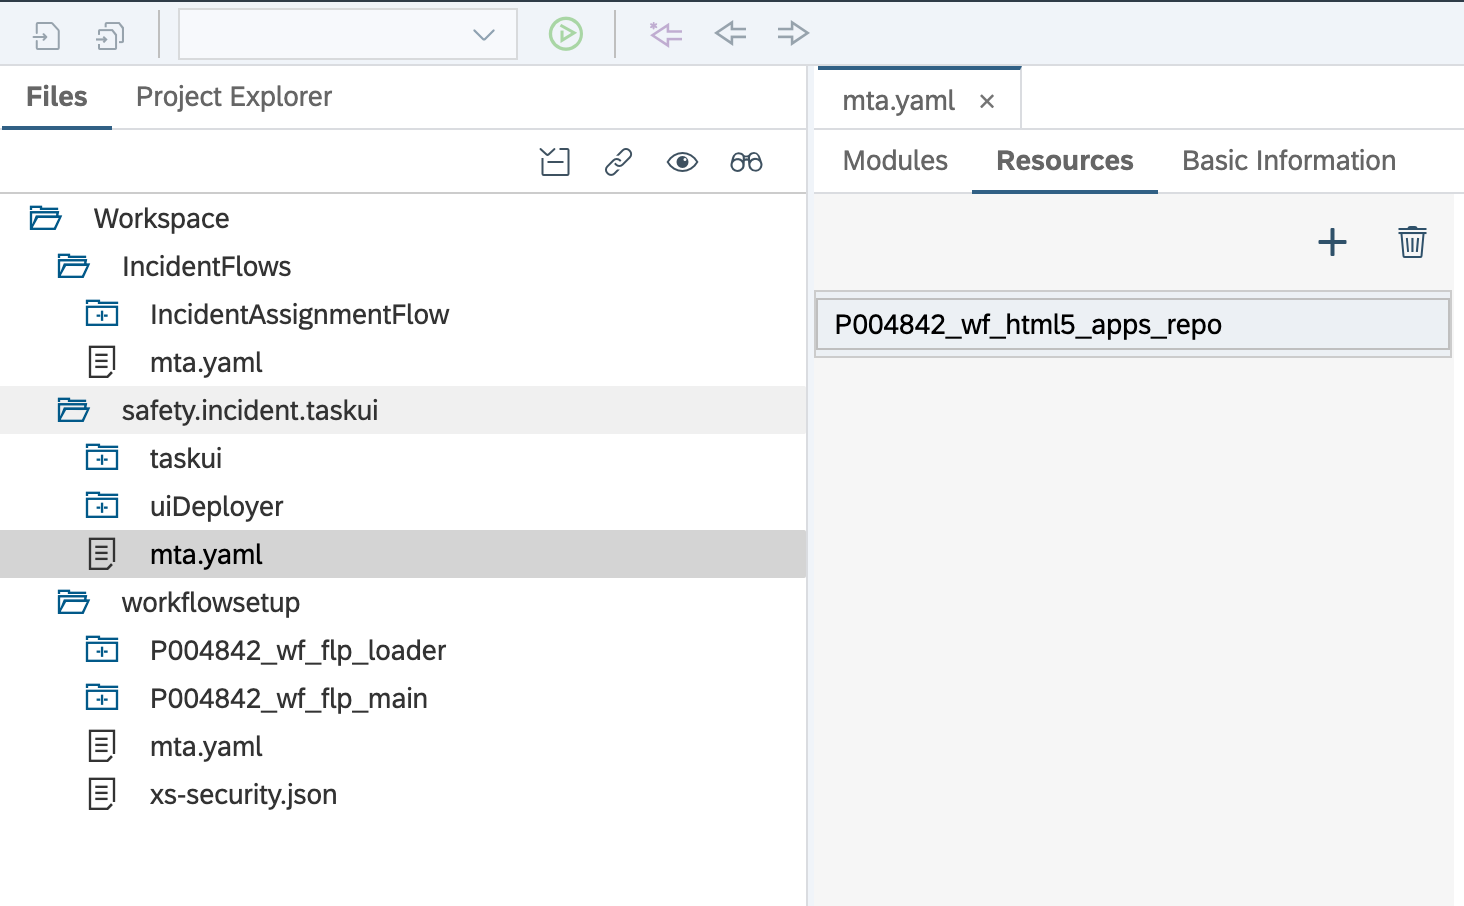 Files
Project Explorer
Workspace
IncidentFlows
IncidentAssignmentFlow
mta.yaml
safety.incident.taskui
taskui
uiDeployer
mta.yaml
workflowsetup
P004842_wf_flp_loader
P004842_wf_flp_main
mta.yaml
xs-security.json
mta.yaml ×
Modules
Resources
Basic Information
P004842_wf_html5_apps_repo